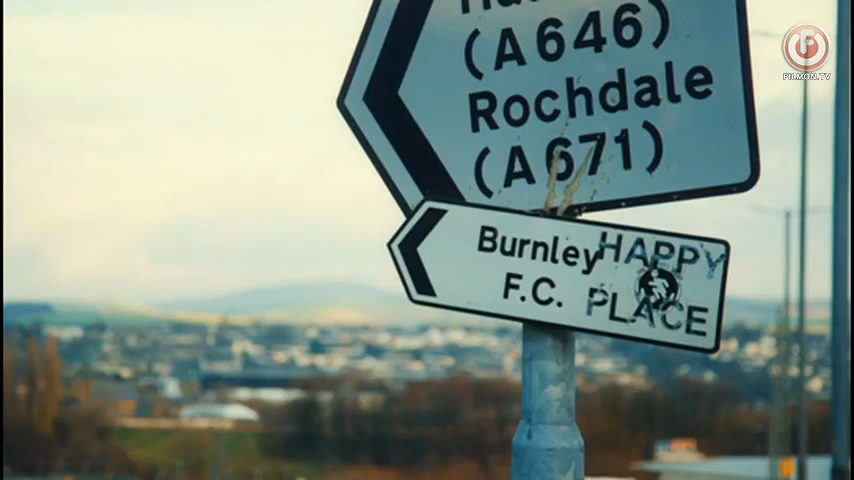 (A646)
Rochdale
(A671)
Burnley HAPPY
F.C. PLACE
FILMON.TV